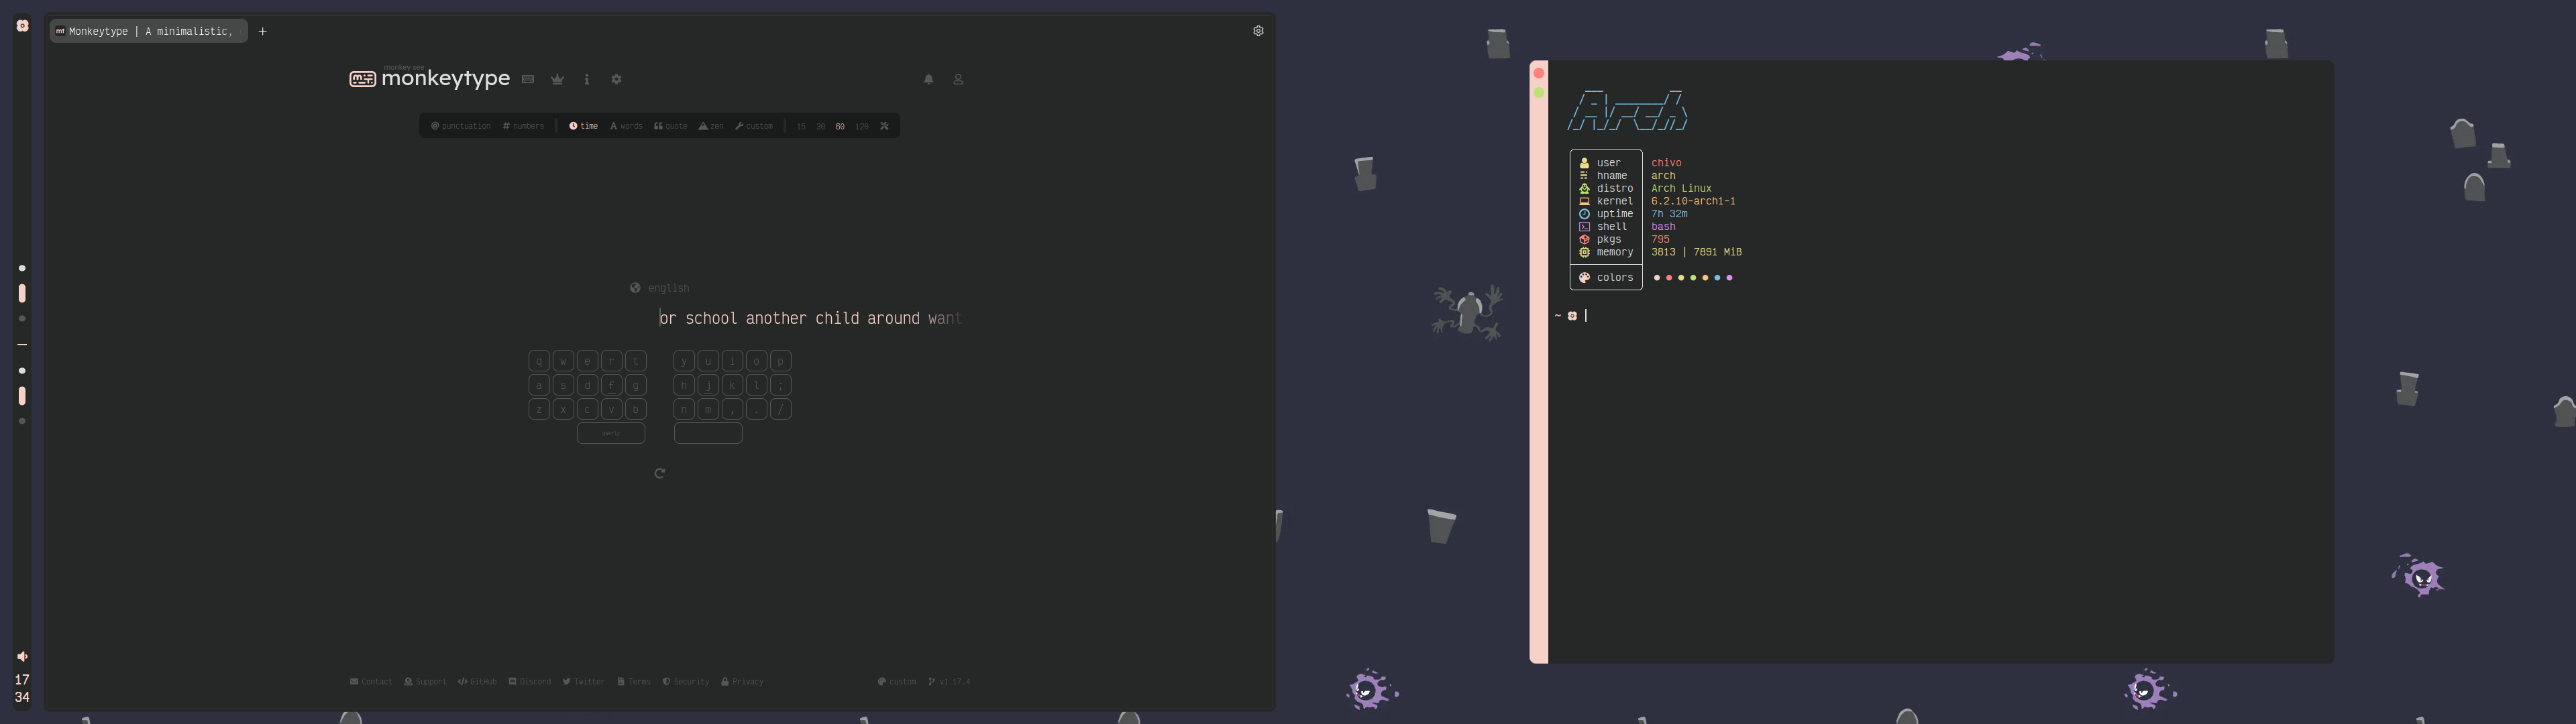 mt Monkeytype | A minimalistic,
monkey see
monkeytype
@ punctuation # numbers time A words quote zen custom 15 30 60 120
english
or school another child around want
q w e r t y u i o p
a s d f g h j k l ;
z x c v b n m , . /
qwerty
Contact Support GitHub Discord Twitter Terms Security Privacy custom v1.17.4
17
34
Arch
user chivo
hname arch
distro Arch Linux
kernel 6.2.10-arch1-1
uptime 7h 32m
shell bash
pkgs 795
memory 3813 | 7891 MiB
colors
~